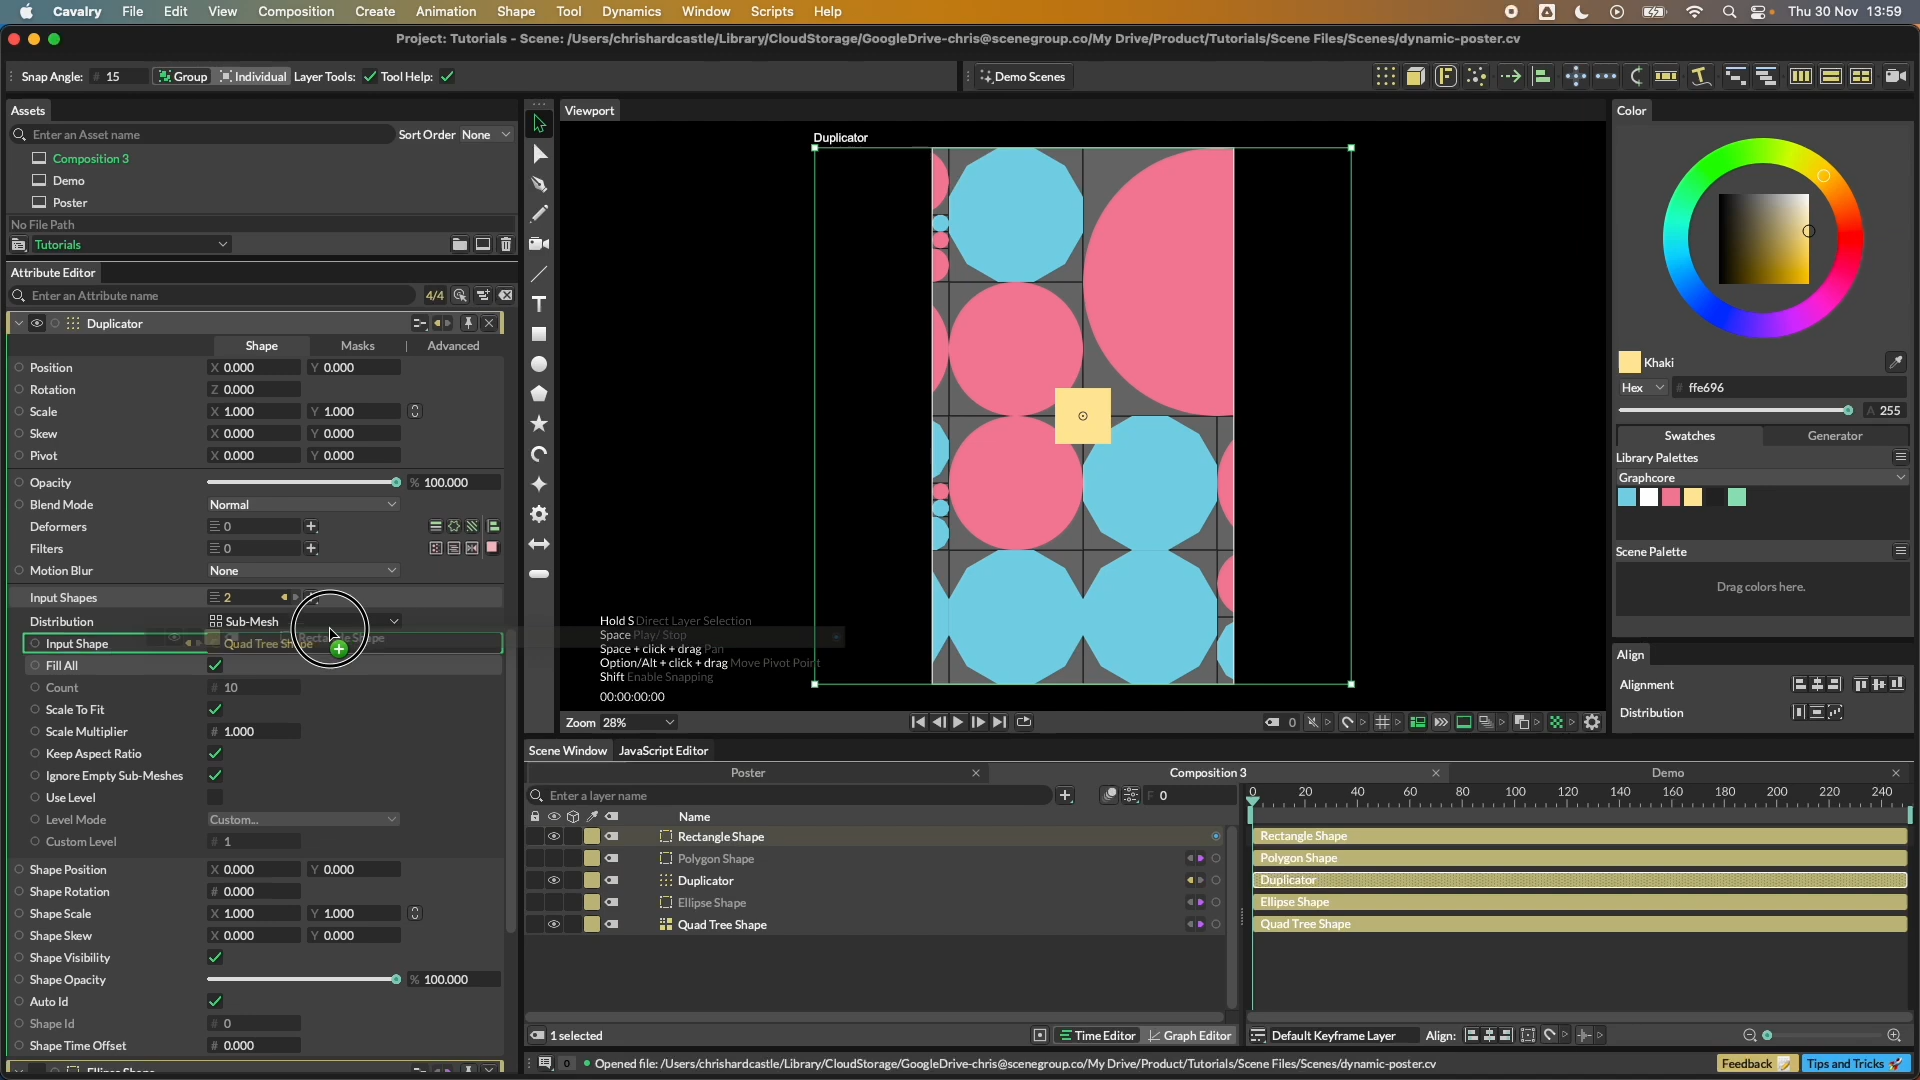 Cavalry File Edit View Composition Create Animation Shape Tool Dynamics Window Scripts Help Thu 30 Nov 13:59
Project: Tutorials - Scene: /Users/chrishardcastle/Library/CloudStorage/GoogleDrive-chris@scenegroup.co/My Drive/Product/Tutorials/Scene Files/Scenes/dynamic-poster.cv
Snap Angle: # 15 Group Individual Layer Tools: Tool Help: Demo Scenes
Assets
Enter an Asset name Sort Order None
Composition 3
Demo
Poster
No File Path
Tutorials
Attribute Editor
Enter an Attribute name 4/4
Duplicator
Shape Masks Advanced
Position X 0.000 Y 0.000
Rotation Z 0.000
Scale X 1.000 Y 1.000
Skew X 0.000 Y 0.000
Pivot X 0.000 Y 0.000
Opacity % 100.000
Blend Mode Normal
Deformers 0
Filters 0
Motion Blur None
Input Shapes 2
Distribution Sub-Mesh
Rectangle Shape
Input Shape Quad Tree Shape
Fill All
Count # 10
Scale To Fit
Scale Multiplier # 1.000
Keep Aspect Ratio
Ignore Empty Sub-Meshes
Use Level
Level Mode Custom...
Custom Level # 1
Shape Position X 0.000 Y 0.000
Shape Rotation # 0.000
Shape Scale X 1.000 Y 1.000
Shape Skew X 0.000 Y 0.000
Shape Visibility
Shape Opacity % 100.000
Auto Id
Shape Id # 0
Shape Time Offset # 0.000
Ellipse Shape
Viewport
Duplicator
Hold S Direct Layer Selection
Space Play/ Stop
Space + click + drag Pan
Option/Alt + click + drag Move Pivot Point
Shift Enable Snapping
00:00:00:00
Zoom 28% 0
Scene Window JavaScript Editor
Poster Composition 3 Demo
Enter a layer name F 0
0 20 40 60 80 100 120 140 160 180 200 220 240
Name
Rectangle Shape Rectangle Shape
Polygon Shape Polygon Shape
Duplicator Duplicator
Ellipse Shape Ellipse Shape
Quad Tree Shape Quad Tree Shape
1 selected Time Editor Graph Editor Default Keyframe Layer Align:
0 Opened file: /Users/chrishardcastle/Library/CloudStorage/GoogleDrive-chris@scenegroup.co/My Drive/Product/Tutorials/Scene Files/Scenes/dynamic-poster.cv Feedback Tips and Tricks
Color
Khaki
Hex # ffe696
A 255
Swatches Generator
Library Palettes
Graphcore
Scene Palette
Drag colors here.
Align
Alignment
Distribution